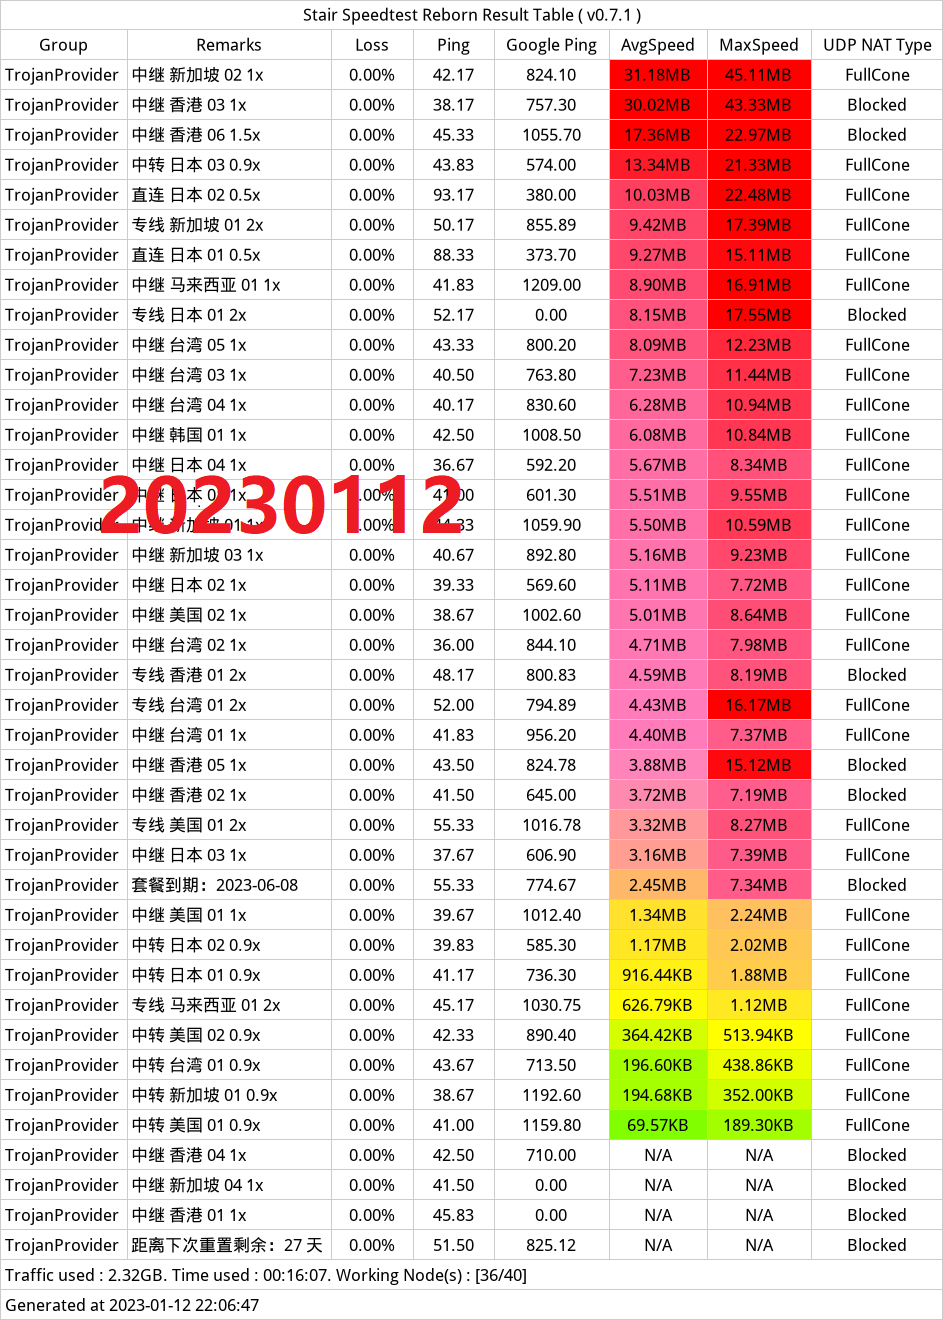 Stair Speedtest Reborn Result Table ( v0.7.1 )
Group Remarks Loss Ping Google Ping AvgSpeed MaxSpeed UDP NAT Type
TrojanProvider 中继 新加坡 02 1x 0.00% 42.17 824.10 31.18MB 45.11MB FullCone
TrojanProvider 中继 香港 03 1x 0.00% 38.17 757.30 30.02MB 43.33MB Blocked
TrojanProvider 中继 香港 06 1.5x 0.00% 45.33 1055.70 17.36MB 22.97MB Blocked
TrojanProvider 中转 日本 03 0.9x 0.00% 43.83 574.00 13.34MB 21.33MB FullCone
TrojanProvider 直连 日本 02 0.5x 0.00% 93.17 380.00 10.03MB 22.48MB FullCone
TrojanProvider 专线 新加坡 01 2x 0.00% 50.17 855.89 9.42MB 17.39MB FullCone
TrojanProvider 直连 日本 01 0.5x 0.00% 88.33 373.70 9.27MB 15.11MB FullCone
TrojanProvider 中继 马来西亚 01 1x 0.00% 41.83 1209.00 8.90MB 16.91MB FullCone
TrojanProvider 专线 日本 01 2x 0.00% 52.17 0.00 8.15MB 17.55MB Blocked
TrojanProvider 中继 台湾 05 1x 0.00% 43.33 800.20 8.09MB 12.23MB FullCone
TrojanProvider 中继 台湾 03 1x 0.00% 40.50 763.80 7.23MB 11.44MB FullCone
TrojanProvider 中继 台湾 04 1x 0.00% 40.17 830.60 6.28MB 10.94MB FullCone
TrojanProvider 中继 韩国 01 1x 0.00% 42.50 1008.50 6.08MB 10.84MB FullCone
TrojanProvider 中继 日本 04 1x 0.00% 36.67 592.20 5.67MB 8.34MB FullCone
TrojanProvider 中继 日本 1x 0.00% 601.30 5.51MB 9.55MB FullCone
20230112
TrojanProvider 中继 新加坡 01 1x 0.00% 1059.90 5.50MB 10.59MB FullCone
TrojanProvider 中继 新加坡 03 1x 0.00% 40.67 892.80 5.16MB 9.23MB FullCone
TrojanProvider 中继 日本 02 1x 0.00% 39.33 569.60 5.11MB 7.72MB FullCone
TrojanProvider 中继 美国 02 1x 0.00% 38.67 1002.60 5.01MB 8.64MB FullCone
TrojanProvider 中继 台湾 02 1x 0.00% 36.00 844.10 4.71MB 7.98MB FullCone
TrojanProvider 专线 香港 01 2x 0.00% 48.17 800.83 4.59MB 8.19MB Blocked
TrojanProvider 专线 台湾 01 2x 0.00% 52.00 794.89 4.43MB 16.17MB FullCone
TrojanProvider 中继 台湾 01 1x 0.00% 41.83 956.20 4.40MB 7.37MB FullCone
TrojanProvider 中继 香港 05 1x 0.00% 43.50 824.78 3.88MB 15.12MB Blocked
TrojanProvider 中继 香港 02 1x 0.00% 41.50 645.00 3.72MB 7.19MB Blocked
TrojanProvider 专线 美国 01 2x 0.00% 55.33 1016.78 3.32MB 8.27MB FullCone
TrojanProvider 中继 日本 03 1x 0.00% 37.67 606.90 3.16MB 7.39MB FullCone
TrojanProvider 套餐到期：2023-06-08 0.00% 55.33 774.67 2.45MB 7.34MB Blocked
TrojanProvider 中继 美国 01 1x 0.00% 39.67 1012.40 1.34MB 2.24MB FullCone
TrojanProvider 中转 日本 02 0.9x 0.00% 39.83 585.30 1.17MB 2.02MB FullCone
TrojanProvider 中转 日本 01 0.9x 0.00% 41.17 736.30 916.44KB 1.88MB FullCone
TrojanProvider 专线 马来西亚 01 2x 0.00% 45.17 1030.75 626.79KB 1.12MB FullCone
TrojanProvider 中转 美国 02 0.9x 0.00% 42.33 890.40 364.42KB 513.94KB FullCone
TrojanProvider 中转 台湾 01 0.9x 0.00% 43.67 713.50 196.60KB 438.86KB FullCone
TrojanProvider 中转 新加坡 01 0.9x 0.00% 38.67 1192.60 194.68KB 352.00KB FullCone
TrojanProvider 中转 美国 01 0.9x 0.00% 41.00 1159.80 69.57KB 189.30KB FullCone
TrojanProvider 中继 香港 04 1x 0.00% 42.50 710.00 N/A N/A Blocked
TrojanProvider 中继 新加坡 04 1x 0.00% 41.50 0.00 N/A N/A Blocked
TrojanProvider 中继 香港 01 1x 0.00% 45.83 0.00 N/A N/A Blocked
TrojanProvider 距离下次重置剩余：27 天 0.00% 51.50 825.12 N/A N/A Blocked
Traffic used : 2.32GB. Time used : 00:16:07. Working Node(s) : [36/40]
Generated at 2023-01-12 22:06:47